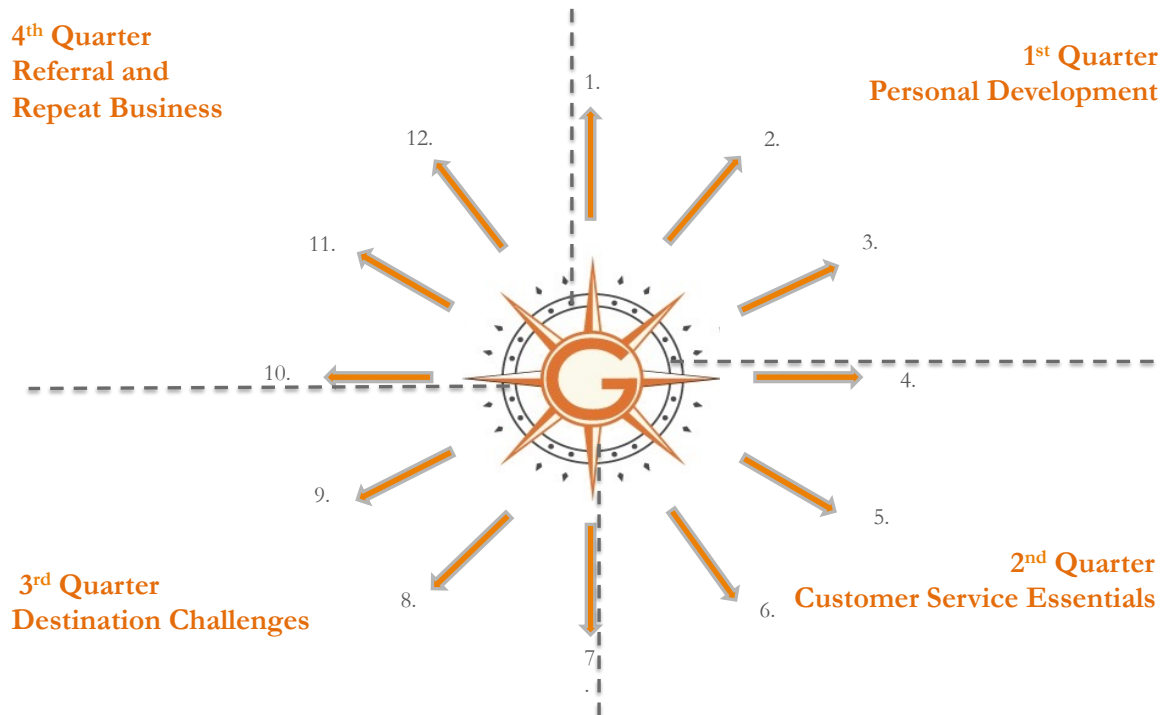 4th Quarter
Referral and
Repeat Business
1st Quarter
Personal Development
1.
2.
3.
4.
5.
6.
7
.
8.
9.
10.
11.
12.
G
2nd Quarter
Customer Service Essentials
3rd Quarter
Destination Challenges